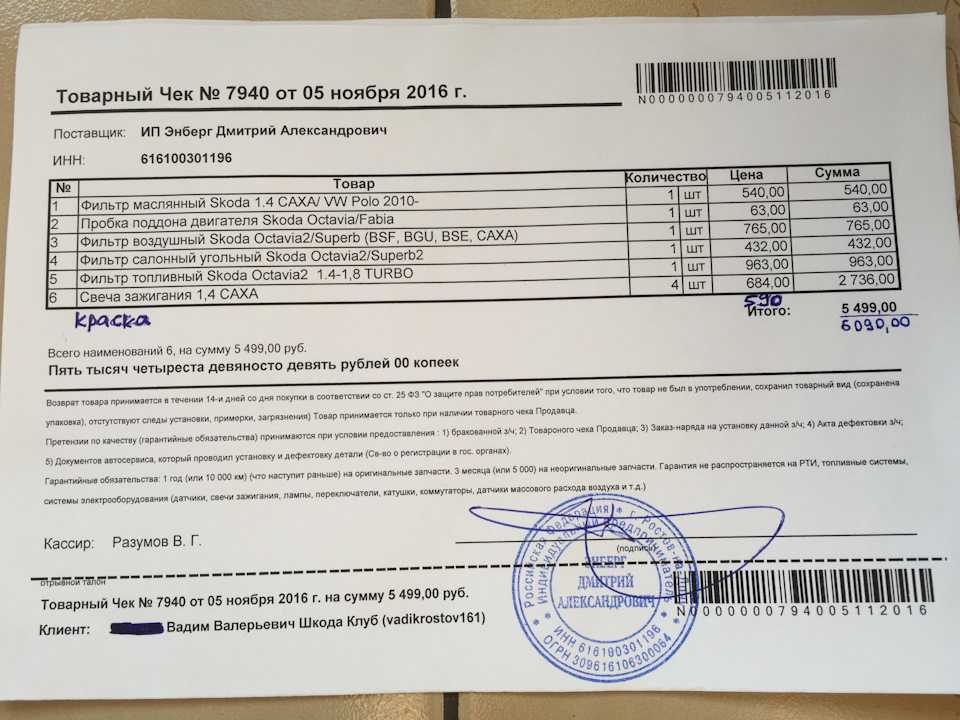 Товарный Чек № 7940 от 05 ноября 2016 г.
N0000000794005112016
Поставщик: ИП Энберг Дмитрий Александрович
ИНН: 616100301196
№ Товар Количество Цена Сумма
1 Фильтр маслянный Skoda 1.4 CAXA/ VW Polo 2010- 1 шт 540,00 540,00
2 Пробка поддона двигателя Skoda Octavia/Fabia 1 шт 63,00 63,00
3 Фильтр воздушный Skoda Octavia2/Superb (BSF, BGU, BSE, CAXA) 1 шт 765,00 765,00
4 Фильтр салонный угольный Skoda Octavia2/Superb2 1 шт 432,00 432,00
5 Фильтр топливный Skoda Octavia2 1.4-1,8 TURBO 1 шт 963,00 963,00
6 Свеча зажигания 1,4 CAXA 4 шт 684,00 2 736,00
краска 590
Итого: 5 499,00
6090,00
Всего наименований 6, на сумму 5 499,00 руб.
Пять тысяч четыреста девяносто девять рублей 00 копеек
Возврат товара принимается в течении 14-и дней со дня покупки в соответствии со ст. 25 ФЗ "О защите прав потребителей" при условии того, что товар не был в употреблении, сохранил товарный вид (сохранена
упаковка), отстутствуют следы установки, примерки, загрязнения) Товар принимается только при наличии товарного чека Продавца.
Претензии по качеству (гарантийные обязательства) принимаются при условии предоставления : 1) бракованной з/ч; 2) Товароного чека Продавца; 3) Заказ-наряда на установку данной з/ч; 4) Акта дефектовки з/ч;
5) Документов автосервиса, который проводил установку и дефектовку детали (Св-во о регистрации в гос. органах).
Гарантийные обязательства: 1 год (или 10 000 км) (что наступит раньше) на оригинальные запчасти. 3 месяца (или 5 000) на неоригинальные запчасти. Гарантия не распространяется на РТИ, топливные системы,
системы электрооборудования (датчики, свечи зажигания, лампы, переключатели, катушки, коммутаторы, датчики массового расхода воздуха и т.д.)
Кассир: Разумов В. Г.
(подпись)
Российская Федерация * г. Ростов-на-
Индивидуальный предприниматель
ЭНБЕРГ
ДМИТРИЙ
АЛЕКСАНДРОВИЧ
ИНН 616190301196
ОГРН 309616106300064
отрывной талон
Товарный Чек № 7940 от 05 ноября 2016 г. на сумму 5 499,00 руб.
N0000000794005112016
Клиент: Вадим Валерьевич Шкода Клуб (vadikrostov161)